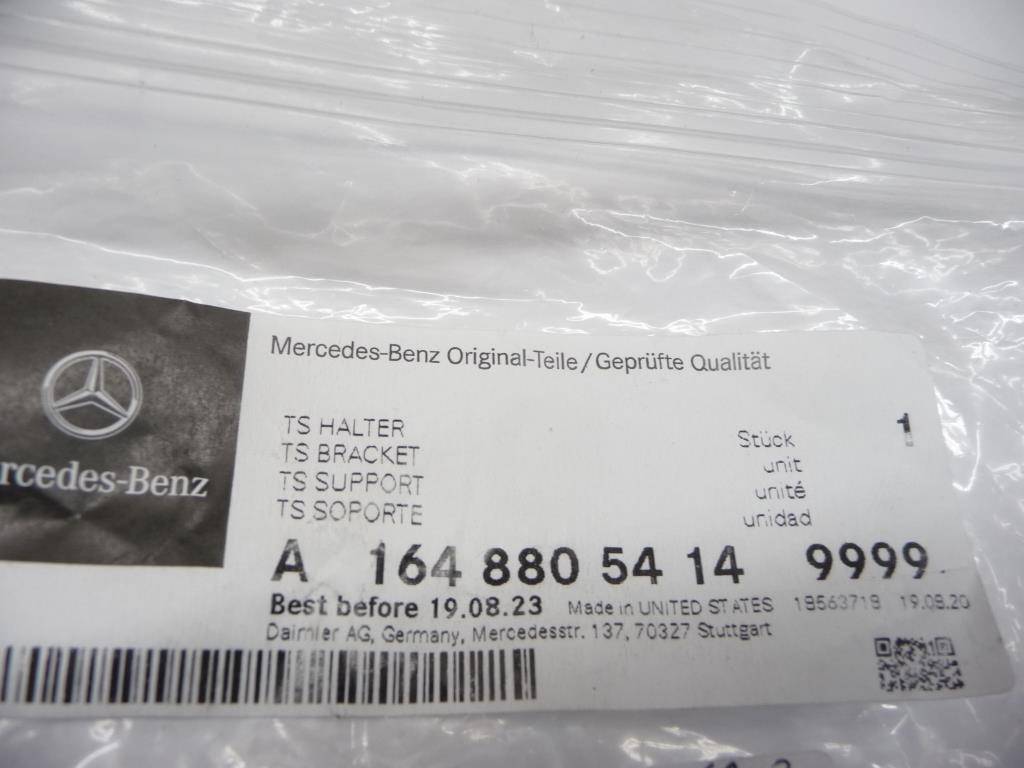 Mercedes-Benz Original-Teile/Geprüfte Qualität
rcedes-Benz
TS HALTER
TS BRACKET
TS SUPPORT
TS SOPORTE
Stück 1
unit
unité
unidad
A 164 880 54 14 9999
Best before 19.08.23 Made in UNITED STATES 19.08.20
Daimler AG, Germany, Mercedesstr. 137, 70327 Stuttgart